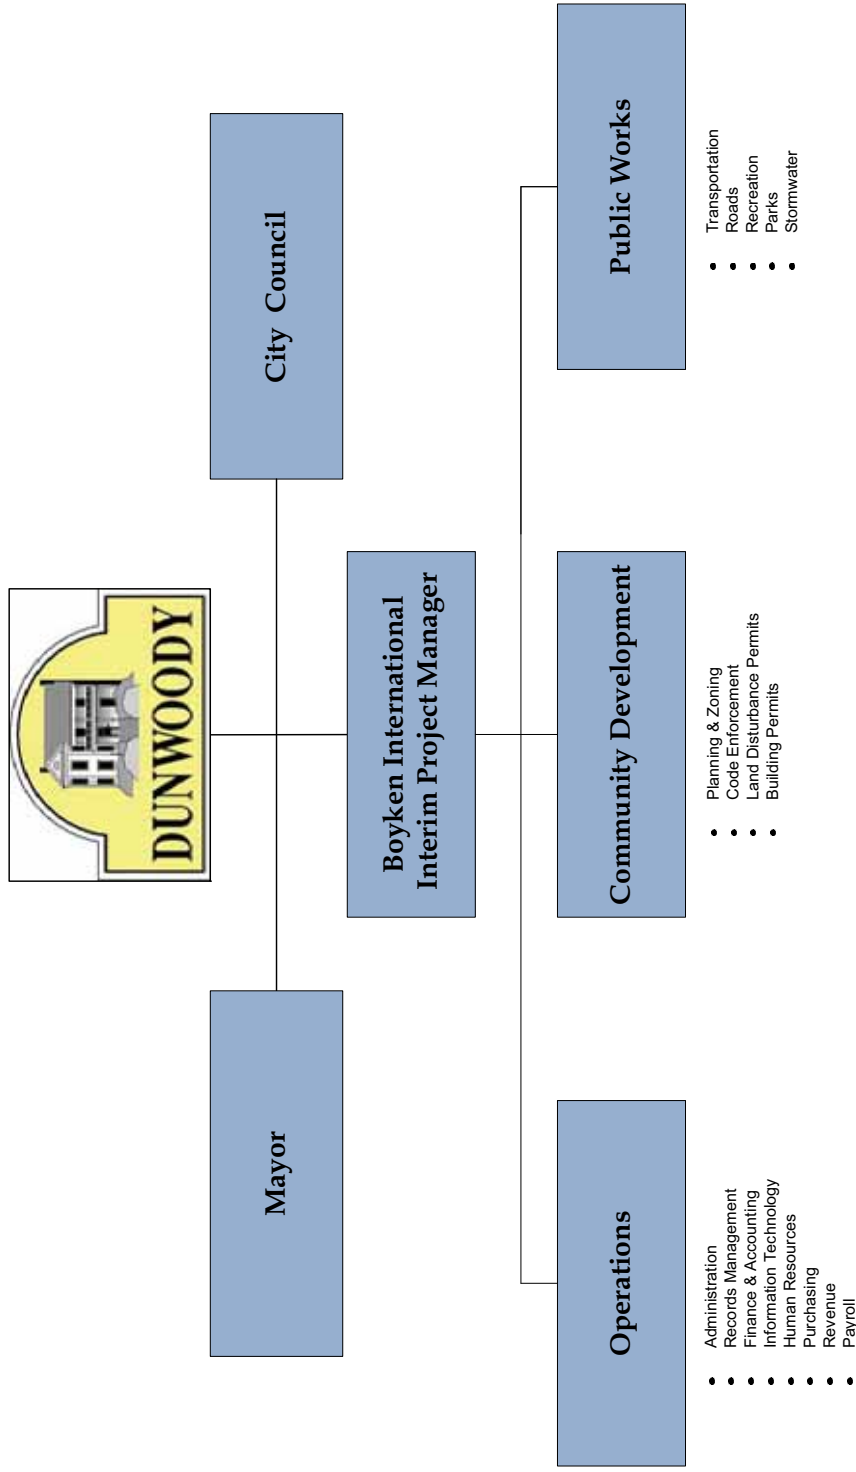 DUNWOODY
Mayor
City Council
Boyken International
Interim Project Manager
Operations
Community Development
Public Works
• Administration
• Records Management
• Finance & Accounting
• Information Technology
• Human Resources
• Purchasing
• Revenue
• Payroll
• Planning & Zoning
• Code Enforcement
• Land Disturbance Permits
• Building Permits
• Transportation
• Roads
• Recreation
• Parks
• Stormwater